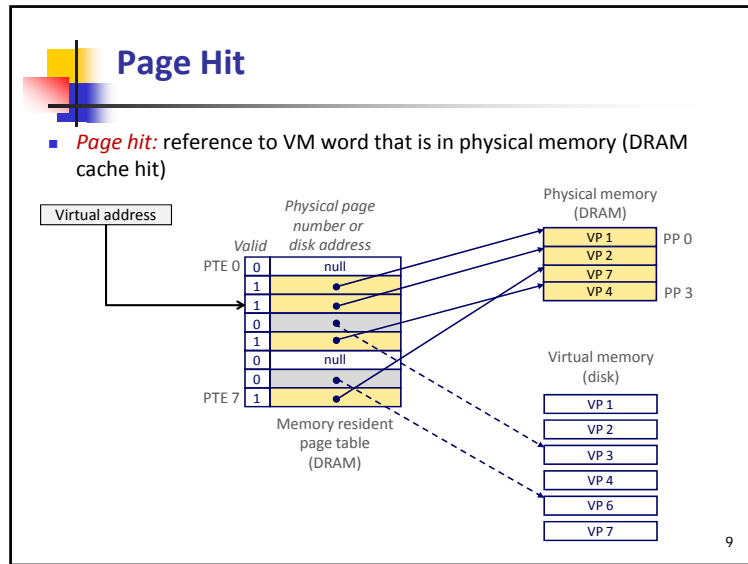 Page Hit
Page hit: reference to VM word that is in physical memory (DRAM
cache hit)
Virtual address
Physical page
number or
disk address
Valid
PTE 0
0
null
1
1
0
1
0
null
0
PTE 7
1
Memory resident
page table
(DRAM)
Physical memory
(DRAM)
VP 1
PP 0
VP 2
VP 7
VP 4
PP 3
Virtual memory
(disk)
VP 1
VP 2
VP 3
VP 4
VP 6
VP 7
9